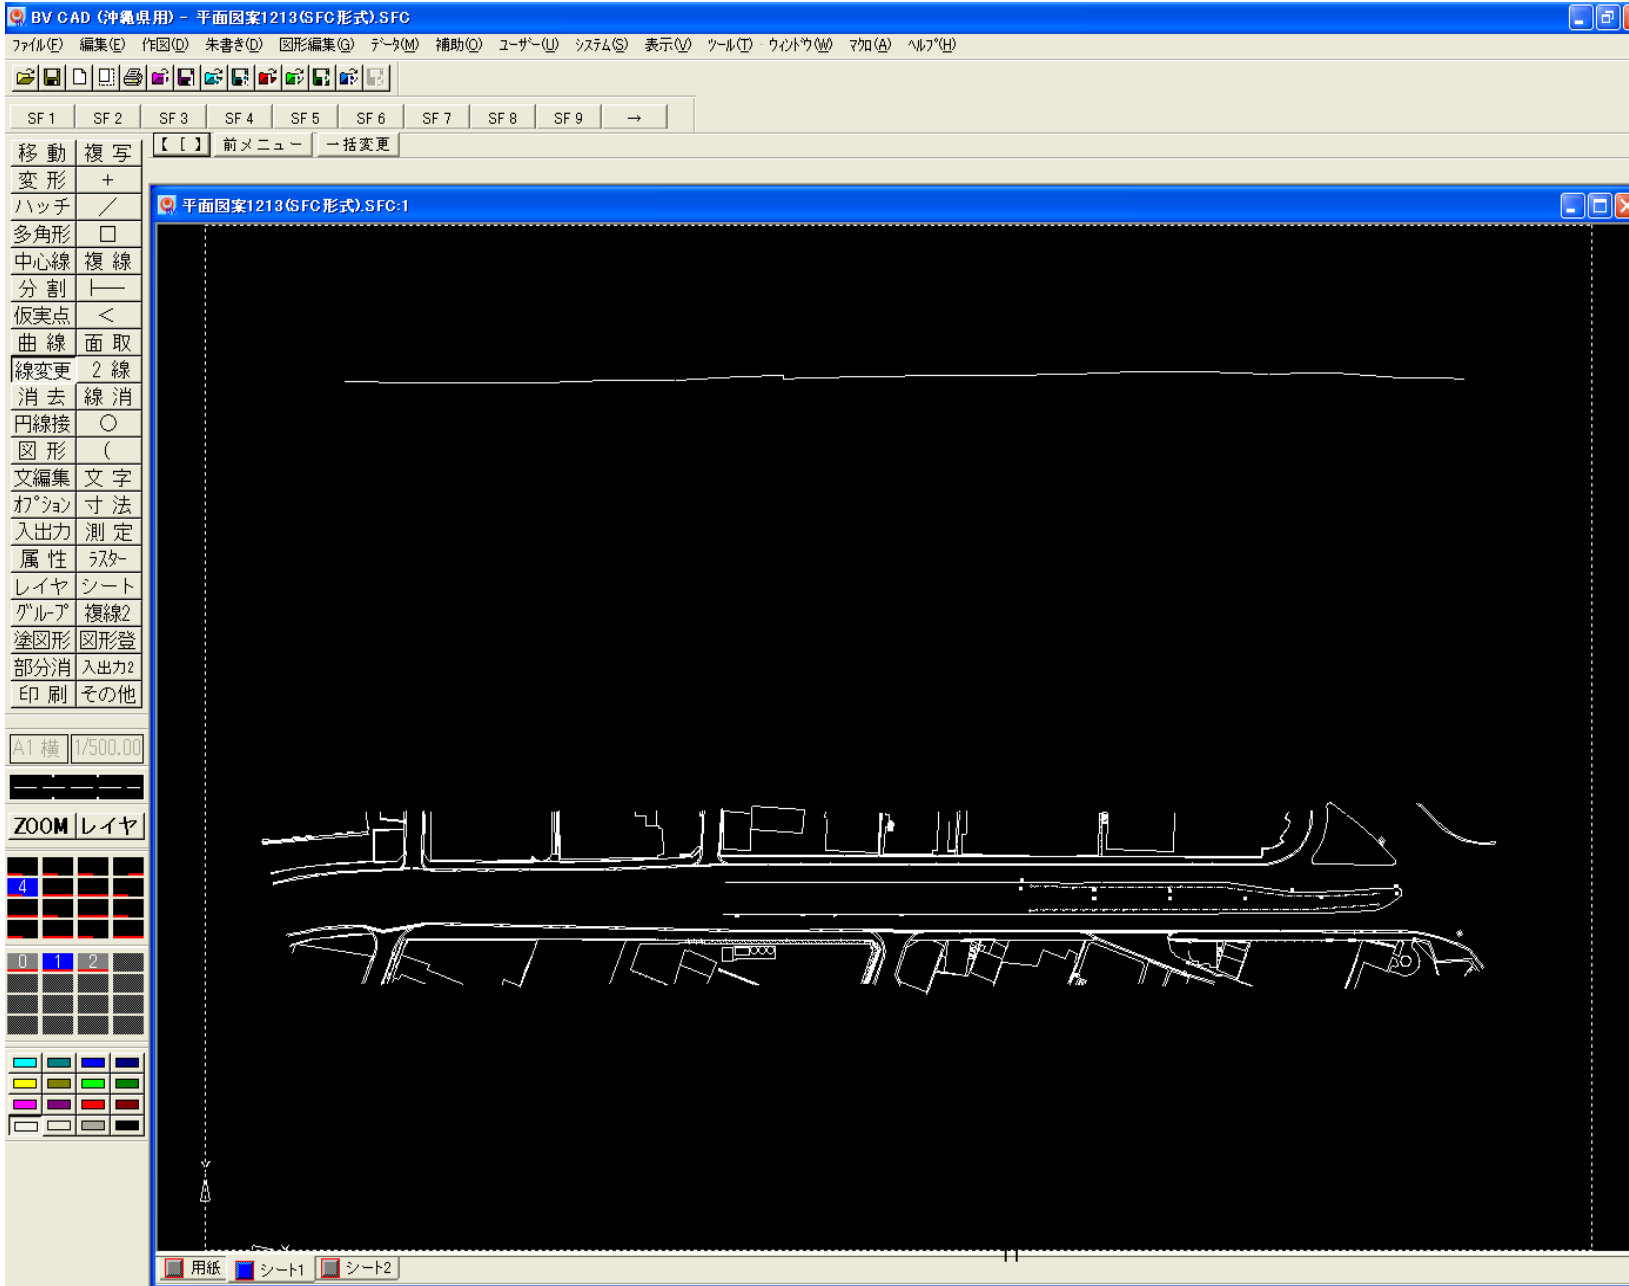 BV CAD (沖縄県用) - 平面図案1213(SFC形式).SFC
ファイル(F) 編集(E) 作図(D) 朱書き(D) 図形編集(G) データ(M) 補助(O) ユーザー(U) システム(S) 表示(V) ツール(T) ウィンドウ(W) マクロ(A) ヘルプ(H)
SF 1 SF 2 SF 3 SF 4 SF 5 SF 6 SF 7 SF 8 SF 9 →
【 [ 】 前メニュー 一括変更
移 動 複 写
変 形 +
ハッチ ／
多角形 □
中心線 複 線
分 割 ├─
仮実点 <
曲 線 面 取
線変更 2 線
消 去 線 消
円線接 ○
図 形 (
文編集 文 字
オプション 寸 法
入出力 測 定
属 性 ラスター
レイヤ シート
グループ 複線2
塗図形 図形登
部分消 入出力2
印 刷 その他
A1 横 1/500.00
ZOOM レイヤ
4
0 1 2
平面図案1213(SFC形式).SFC:1
Y
X
用紙 シート1 シート2